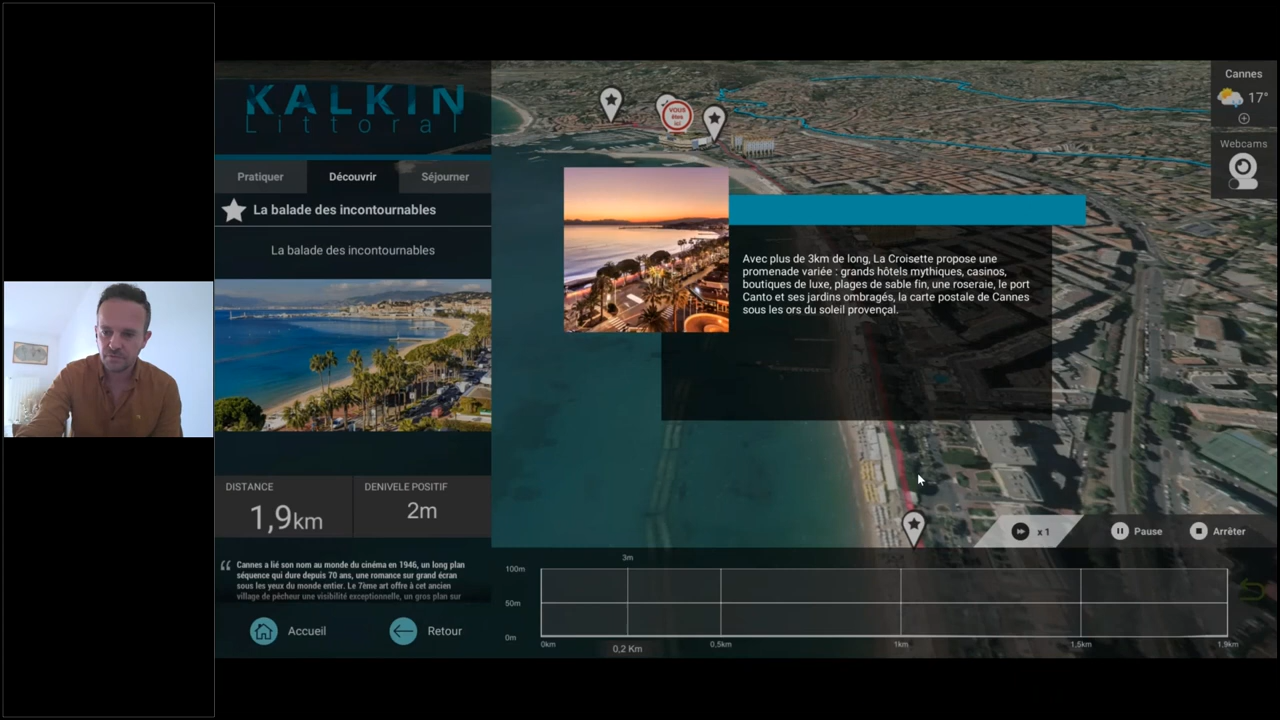 KALKIN
Littoral
Pratiquer
Découvrir
Séjourner
La balade des incontournables
La balade des incontournables
DISTANCE
1,9km
DENIVELE POSITIF
2m
Cannes a lié son nom au monde du cinéma en 1946, un long plan
séquence qui dure depuis 70 ans, une romance sur grand écran
sous les yeux du monde entier. Le 7ème art offre à cet ancien
village de pêcheur une visibilité exceptionnelle, un gros plan sur
Accueil
Retour
VOUS
êtes
ici
Avec plus de 3km de long, La Croisette propose une
promenade variée : grands hôtels mythiques, casinos,
boutiques de luxe, plages de sable fin, une roseraie, le port
Canto et ses jardins ombragés, la carte postale de Cannes
sous les ors du soleil provençal.
Cannes
17°
Webcams
x 1
Pause
Arrêter
3m
100m
50m
0m
0km
0,2 Km
0,5km
1km
1,5km
1,9km